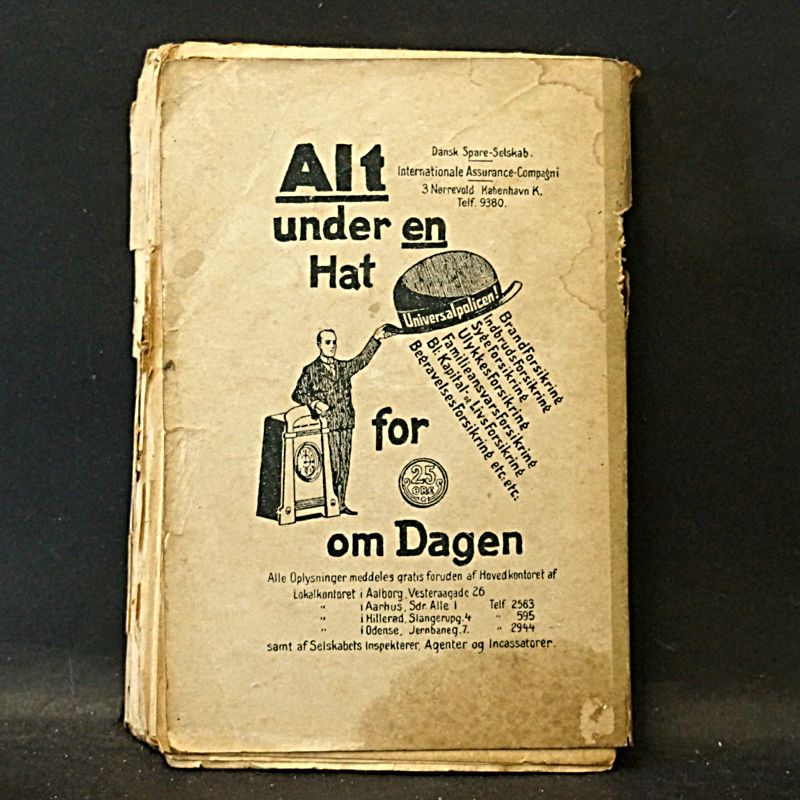 Alt
under en
Hat
Dansk Spare-Selskab.
Internationale Assurance-Compagni
3 Nørrevold København K.
Telf. 9380.
Universalpolicen!
Brandforsikring
Indbrudsforsikring
Sygeforsikring
Ulykkesforsikring
Familieansvarsforsikring
Bl. Kapital- og Livsforsikring
Begravelsesforsikring etc. etc.
for
25
ØRE
om Dagen
Alle Oplysninger meddeles gratis foruden af Hovedkontoret af
Lokalkontoret i Aalborg, Vesteraagade 26
" i Aarhus, Sdr. Alle 1 Telf 2563
" i Hillerød, Slangerupg. 4 " 595
" i Odense, Jernbaneg. 7. " 2944
samt af Selskabets Inspektører, Agenter og Incassatorer.